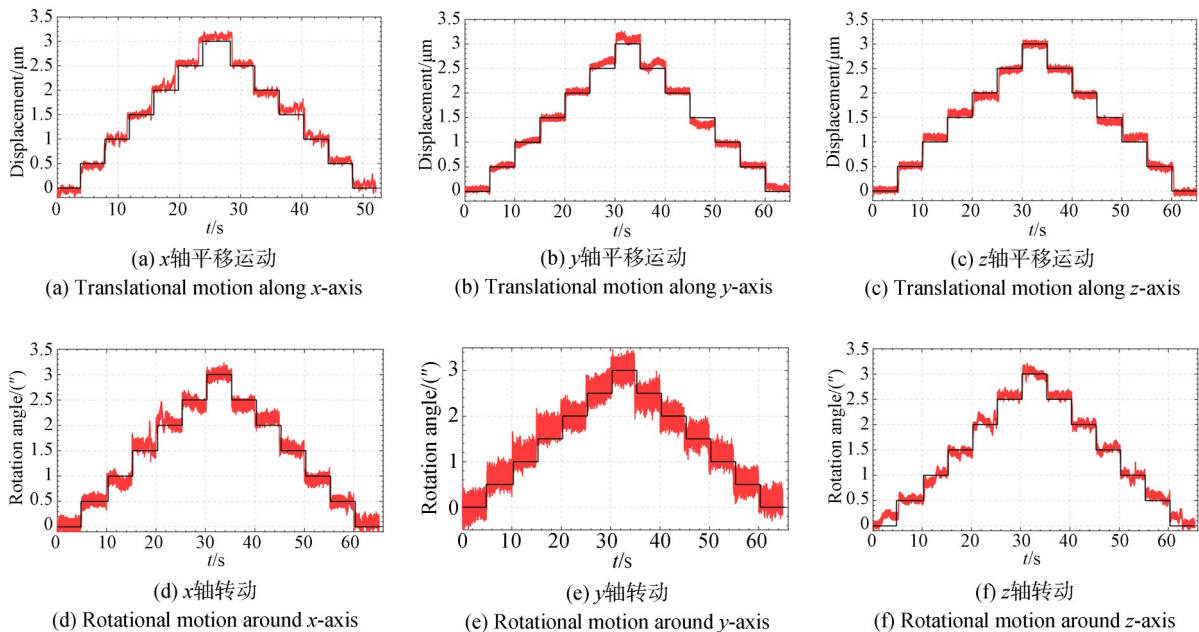 3.5
3
2.5
2
1.5
1
0.5
0
Displacement/μm
0 10 20 30 40 50
t/s
(a) x轴平移运动
(a) Translational motion along x-axis
3.5
3
2.5
2
1.5
1
0.5
0
Displacement/μm
0 10 20 30 40 50 60
t/s
(b) y轴平移运动
(b) Translational motion along y-axis
3.5
3
2.5
2
1.5
1
0.5
0
Displacement/μm
0 10 20 30 40 50 60
t/s
(c) z轴平移运动
(c) Translational motion along z-axis
3.5
3
2.5
2
1.5
1
0.5
0
Rotation angle/(″)
0 10 20 30 40 50 60
t/s
(d) x轴转动
(d) Rotational motion around x-axis
3
2
1
0
Rotation angle/(″)
0 10 20 30 40 50 60
t/s
(e) y轴转动
(e) Rotational motion around y-axis
3.5
3
2.5
2
1.5
1
0.5
0
Rotation angle/(″)
0 10 20 30 40 50 60
t/s
(f) z轴转动
(f) Rotational motion around z-axis